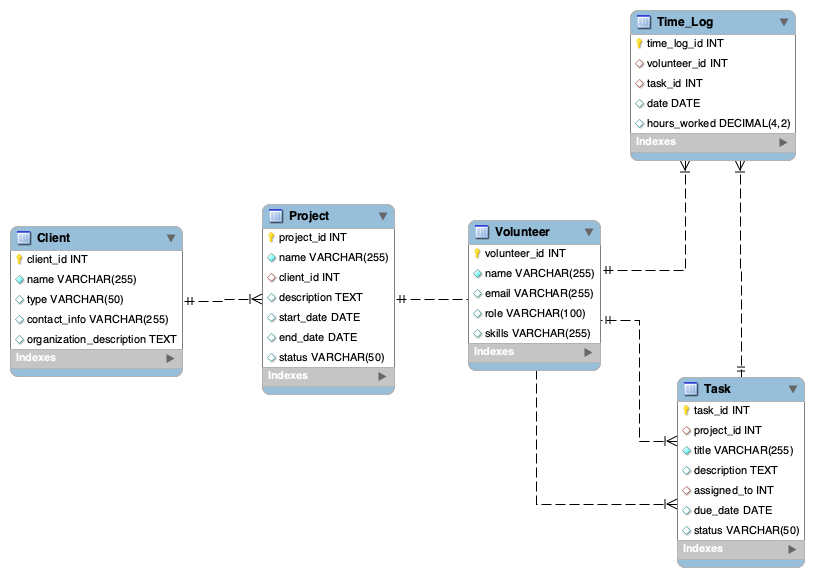 Time_Log
time_log_id INT
volunteer_id INT
task_id INT
date DATE
hours_worked DECIMAL(4,2)
Indexes
Client
client_id INT
name VARCHAR(255)
type VARCHAR(50)
contact_info VARCHAR(255)
organization_description TEXT
Indexes
Project
project_id INT
name VARCHAR(255)
client_id INT
description TEXT
start_date DATE
end_date DATE
status VARCHAR(50)
Indexes
Volunteer
volunteer_id INT
name VARCHAR(255)
email VARCHAR(255)
role VARCHAR(100)
skills VARCHAR(255)
Indexes
Task
task_id INT
project_id INT
title VARCHAR(255)
description TEXT
assigned_to INT
due_date DATE
status VARCHAR(50)
Indexes